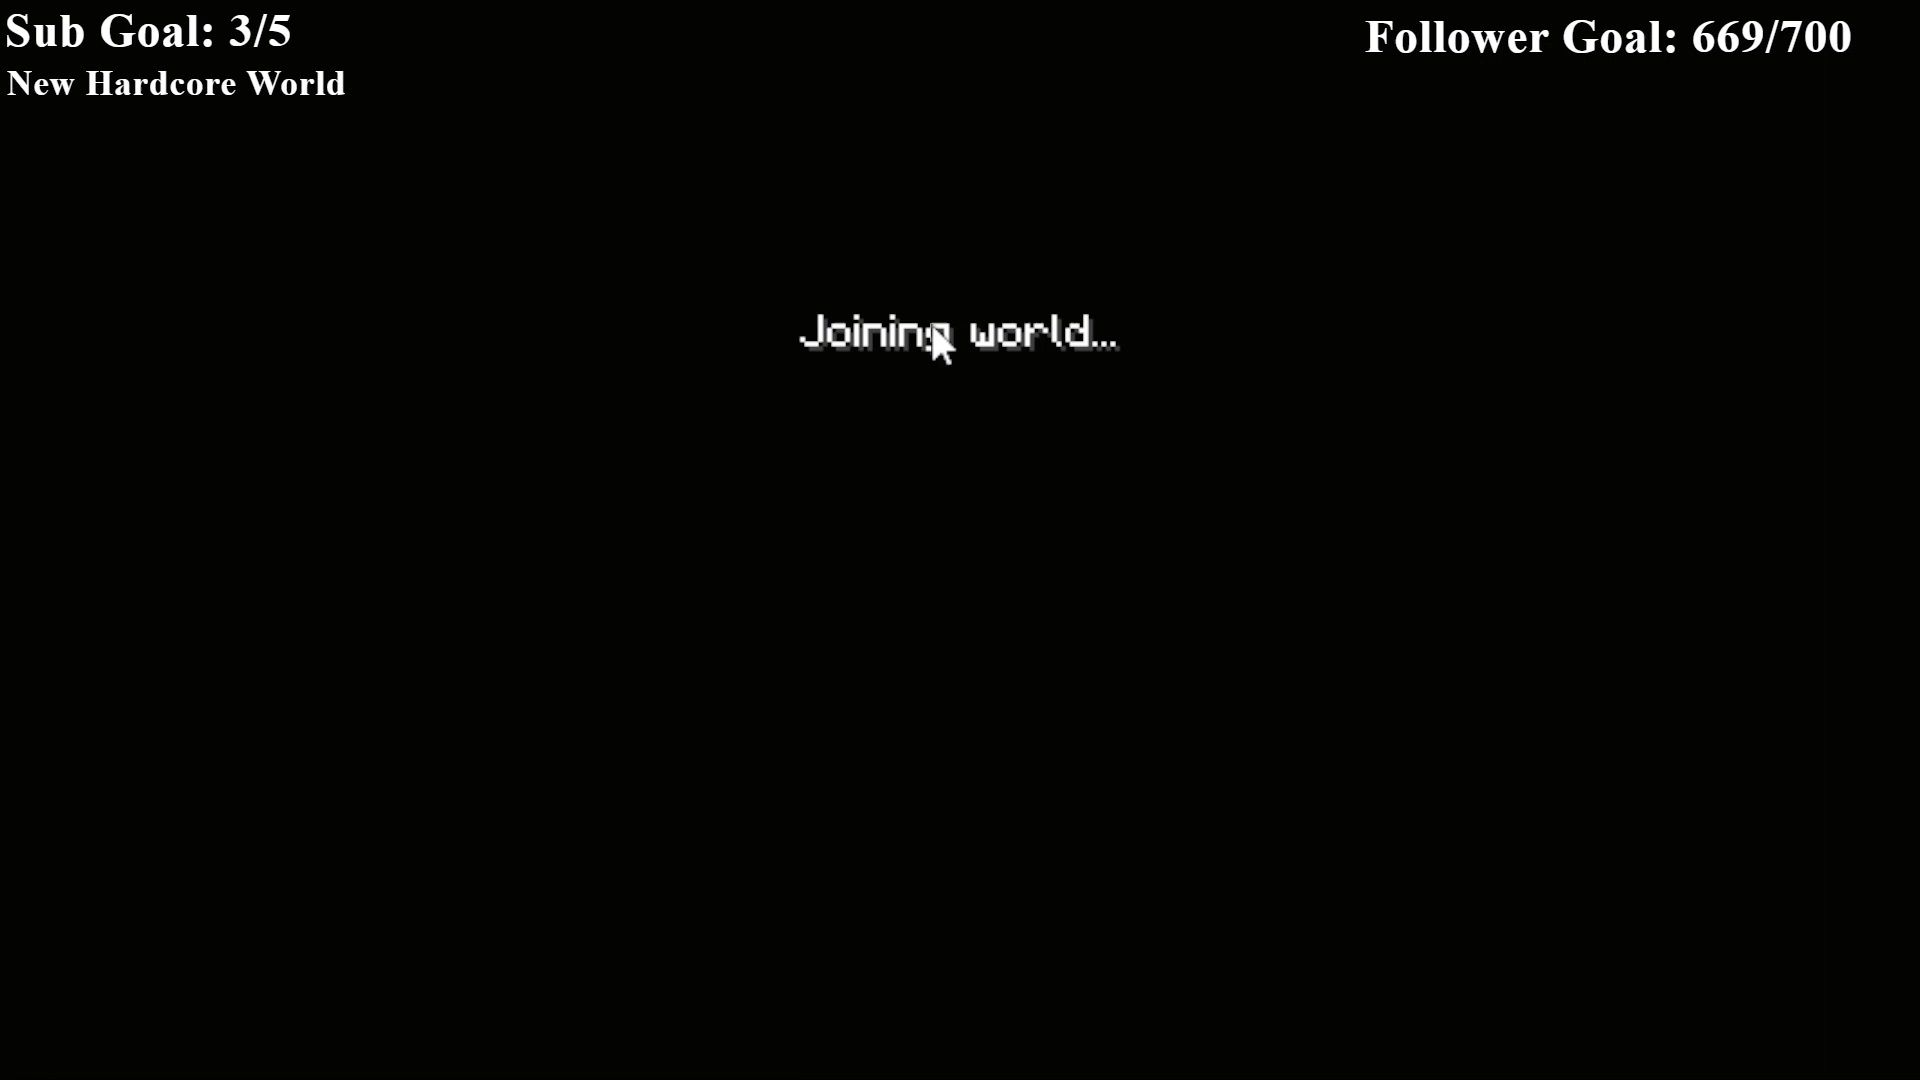 Sub Goal: 3/5
Follower Goal: 669/700
New Hardcore World
Joining world...